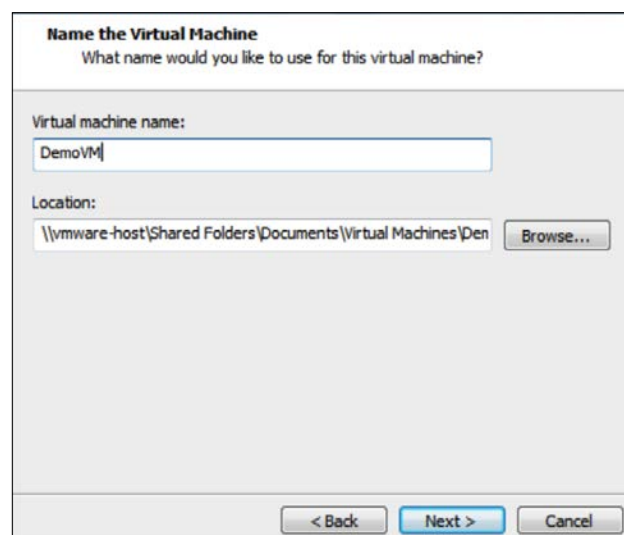 Name the Virtual Machine
What name would you like to use for this virtual machine?
Virtual machine name:
DemoVM
Location:
\\vmware-host\Shared Folders\Documents\Virtual Machines\Den
Browse...
< Back
Next >
Cancel